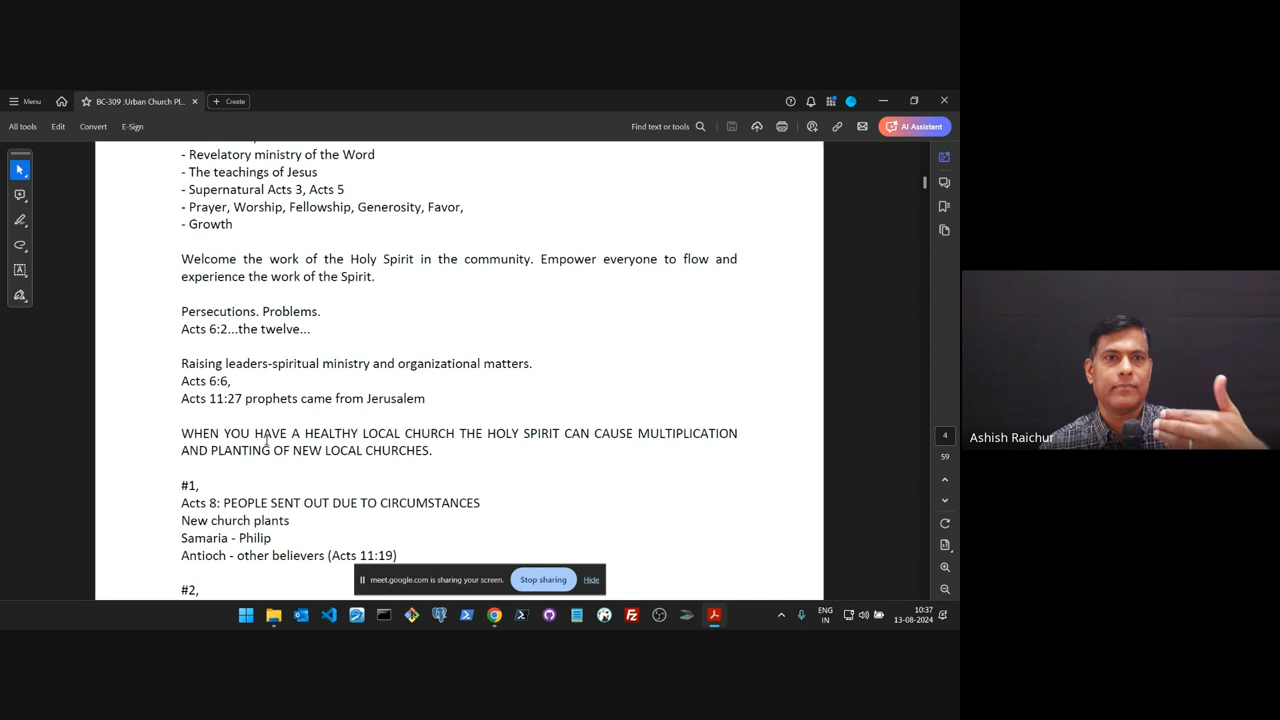 Menu
BC-309 :Urban Church Pl...
Create
All tools
Edit
Convert
E-Sign
Find text or tools
AI Assistant
- Revelatory ministry of the Word
- The teachings of Jesus
- Supernatural Acts 3, Acts 5
- Prayer, Worship, Fellowship, Generosity, Favor,
- Growth
Welcome the work of the Holy Spirit in the community. Empower everyone to flow and
experience the work of the Spirit.
Persecutions. Problems.
Acts 6:2...the twelve...
Raising leaders-spiritual ministry and organizational matters.
Acts 6:6,
Acts 11:27 prophets came from Jerusalem
WHEN YOU HAVE A HEALTHY LOCAL CHURCH THE HOLY SPIRIT CAN CAUSE MULTIPLICATION
AND PLANTING OF NEW LOCAL CHURCHES.
#1,
Acts 8: PEOPLE SENT OUT DUE TO CIRCUMSTANCES
New church plants
Samaria - Philip
Antioch - other believers (Acts 11:19)
#2,
4
59
meet.google.com is sharing your screen.
Stop sharing
Hide
ENG
IN
10:37
13-08-2024
Ashish Raichur